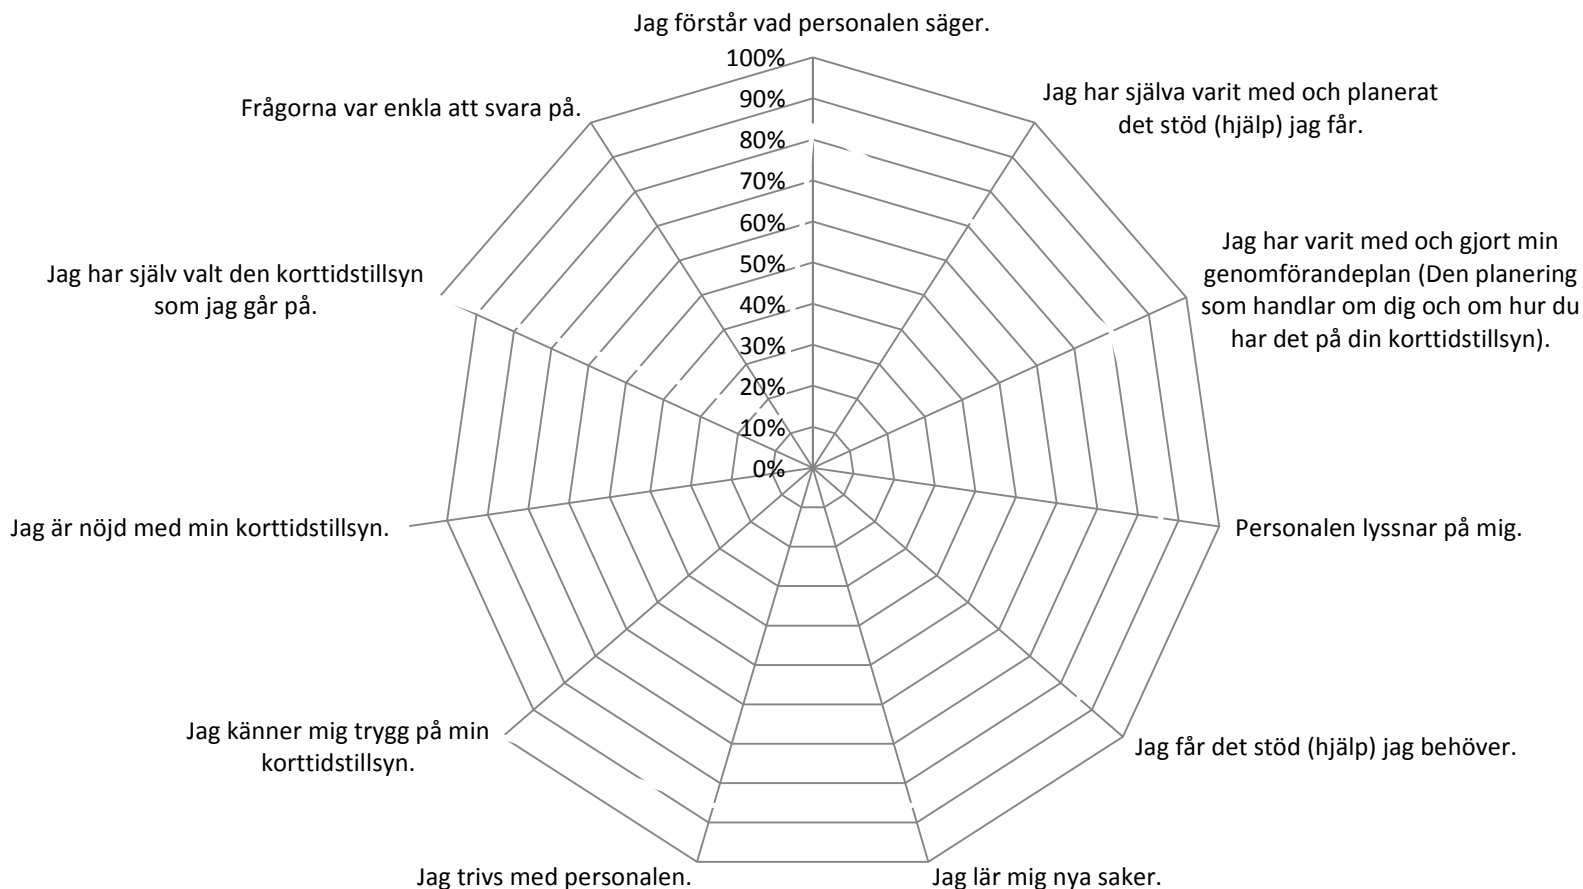 Jag förstår vad personalen säger.
100%
90%
80%
70%
60%
50%
40%
30%
20%
10%
0%
Jag har själva varit med och planerat
det stöd (hjälp) jag får.
Jag har varit med och gjort min
genomförandeplan (Den planering
som handlar om dig och om hur du
har det på din korttidstillsyn).
Personalen lyssnar på mig.
Jag får det stöd (hjälp) jag behöver.
Jag lär mig nya saker.
Jag trivs med personalen.
Jag känner mig trygg på min
korttidstillsyn.
Jag är nöjd med min korttidstillsyn.
Jag har själv valt den korttidstillsyn
som jag går på.
Frågorna var enkla att svara på.